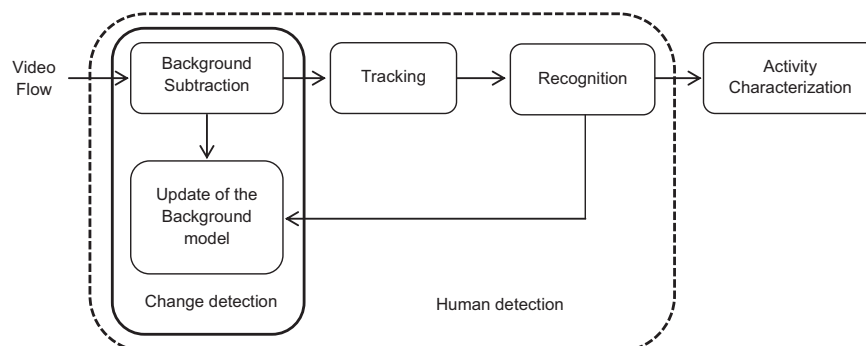 Video
Flow
Background
Subtraction
Tracking
Recognition
Activity
Characterization
Update of the
Background
model
Change detection
Human detection